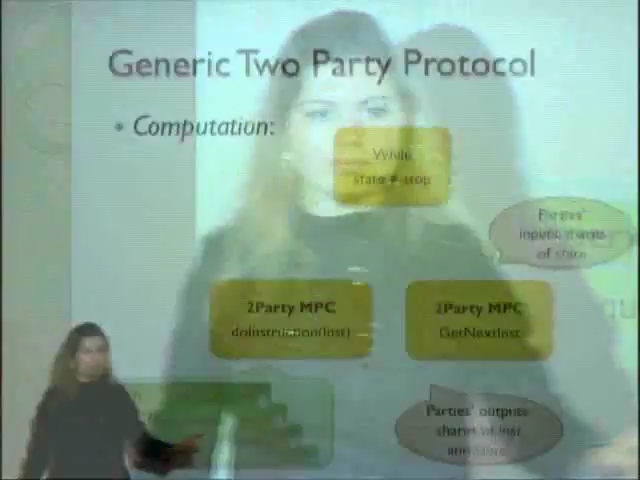 Generic Two Party Protocol
• Computation:
While
state ≠ stop
Parties'
input: shares
of state
2Party MPC
doInstruction(Inst)
2Party MPC
GetNextInst
Parties' outputs
shares of inst
and state